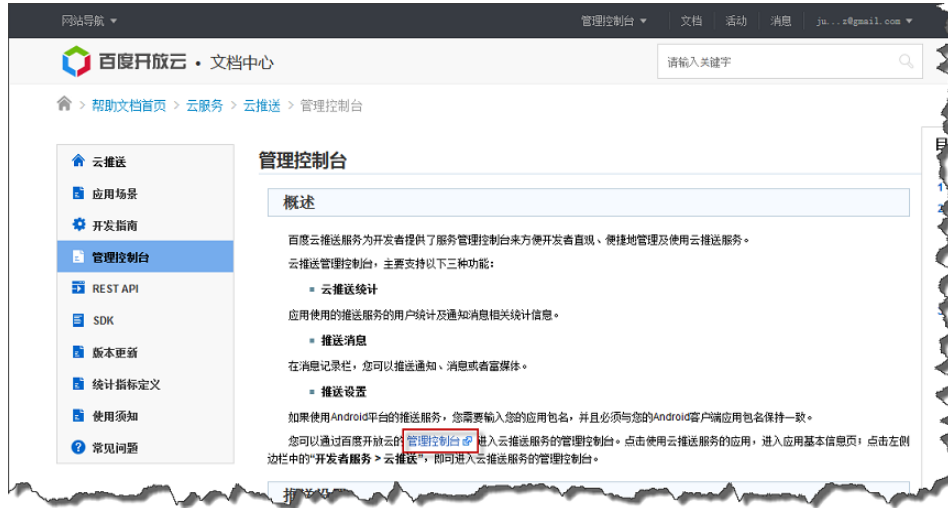 网站导航 管理控制台 文档 活动 消息 ju...z@gmail.com
百度开放云 · 文档中心 请输入关键字
> 帮助文档首页 > 云服务 > 云推送 > 管理控制台
云推送
应用场景
开发指南
管理控制台
REST API
SDK
版本更新
统计指标定义
使用须知
常见问题
管理控制台
概述
百度云推送服务为开发者提供了服务管理控制台来方便开发者直观、便捷地管理及使用云推送服务。
云推送管理控制台，主要支持以下三种功能：
云推送统计
应用使用的推送服务的用户统计及通知消息相关统计信息。
推送消息
在消息记录栏，您可以推送通知、消息或者富媒体。
推送设置
如果使用Android平台的推送服务，您需要输入您的应用包名，并且必须与您的Android客户端应用包名保持一致。
您可以通过百度开放云的 管理控制台 进入云推送服务的管理控制台。点击使用云推送服务的应用，进入应用基本信息页；点击左侧
边栏中的“开发者服务 > 云推送”，即可进入云推送服务的管理控制台。